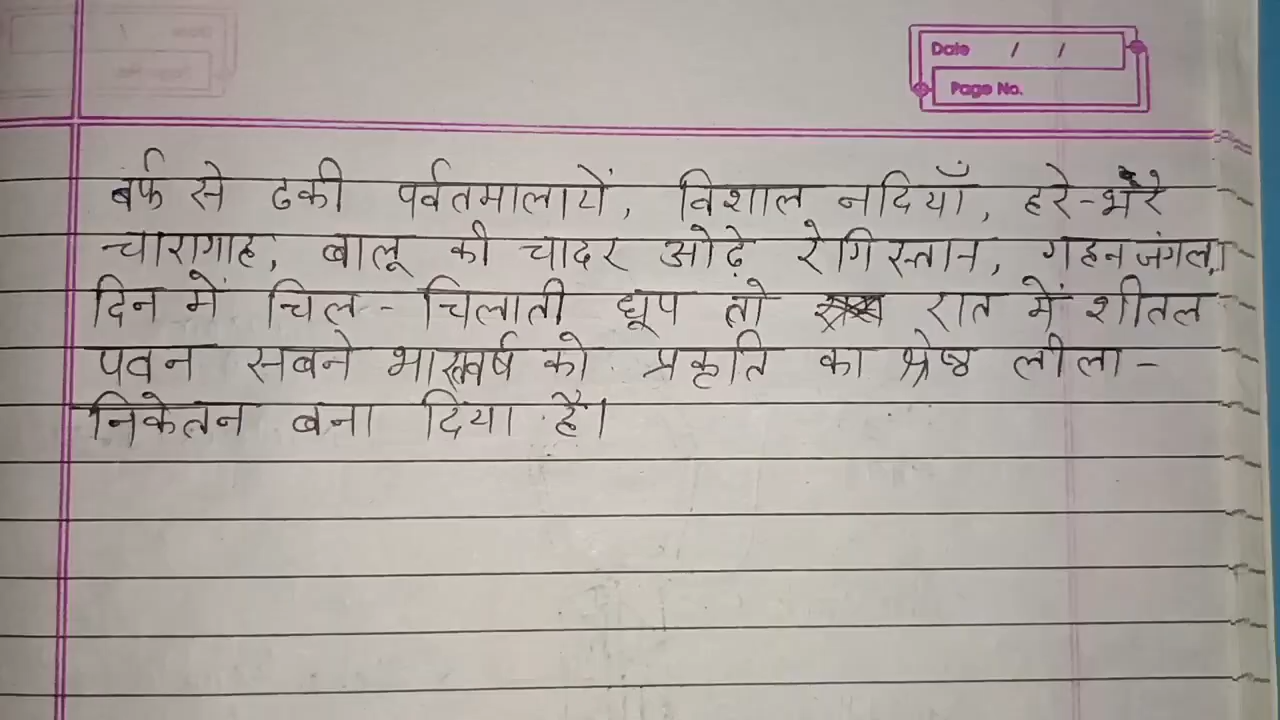 Date / /
Page No.
बर्फ से ढकी पर्वतमालायें, विशाल नदियाँ, हरे-भरे
चारागाह, बालू की चादर ओढ़े रेगिस्तान, गहन जंगल,
दिन में चिल-चिलाती धूप तो रात में शीतल
पवन सबने भारतवर्ष को प्रकृति का श्रेष्ठ लीला-
निकेतन बना दिया है।